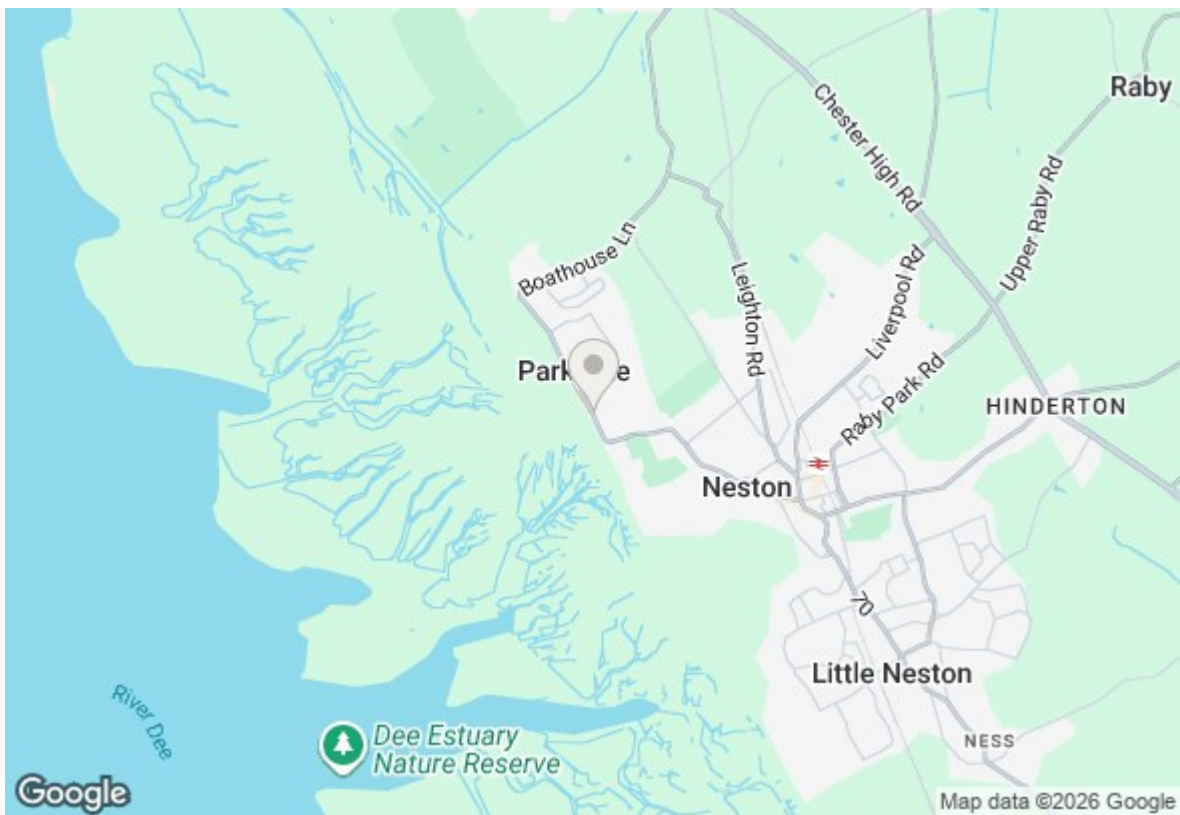 Raby
Chester High Rd
Upper Raby Rd
Boathouse Ln
Leighton Rd
Liverpool Rd
Raby Park Rd
HINDERTON
Neston
70
Little Neston
River Dee
NESS
Dee Estuary
Nature Reserve
Google
Map data ©2026 Google